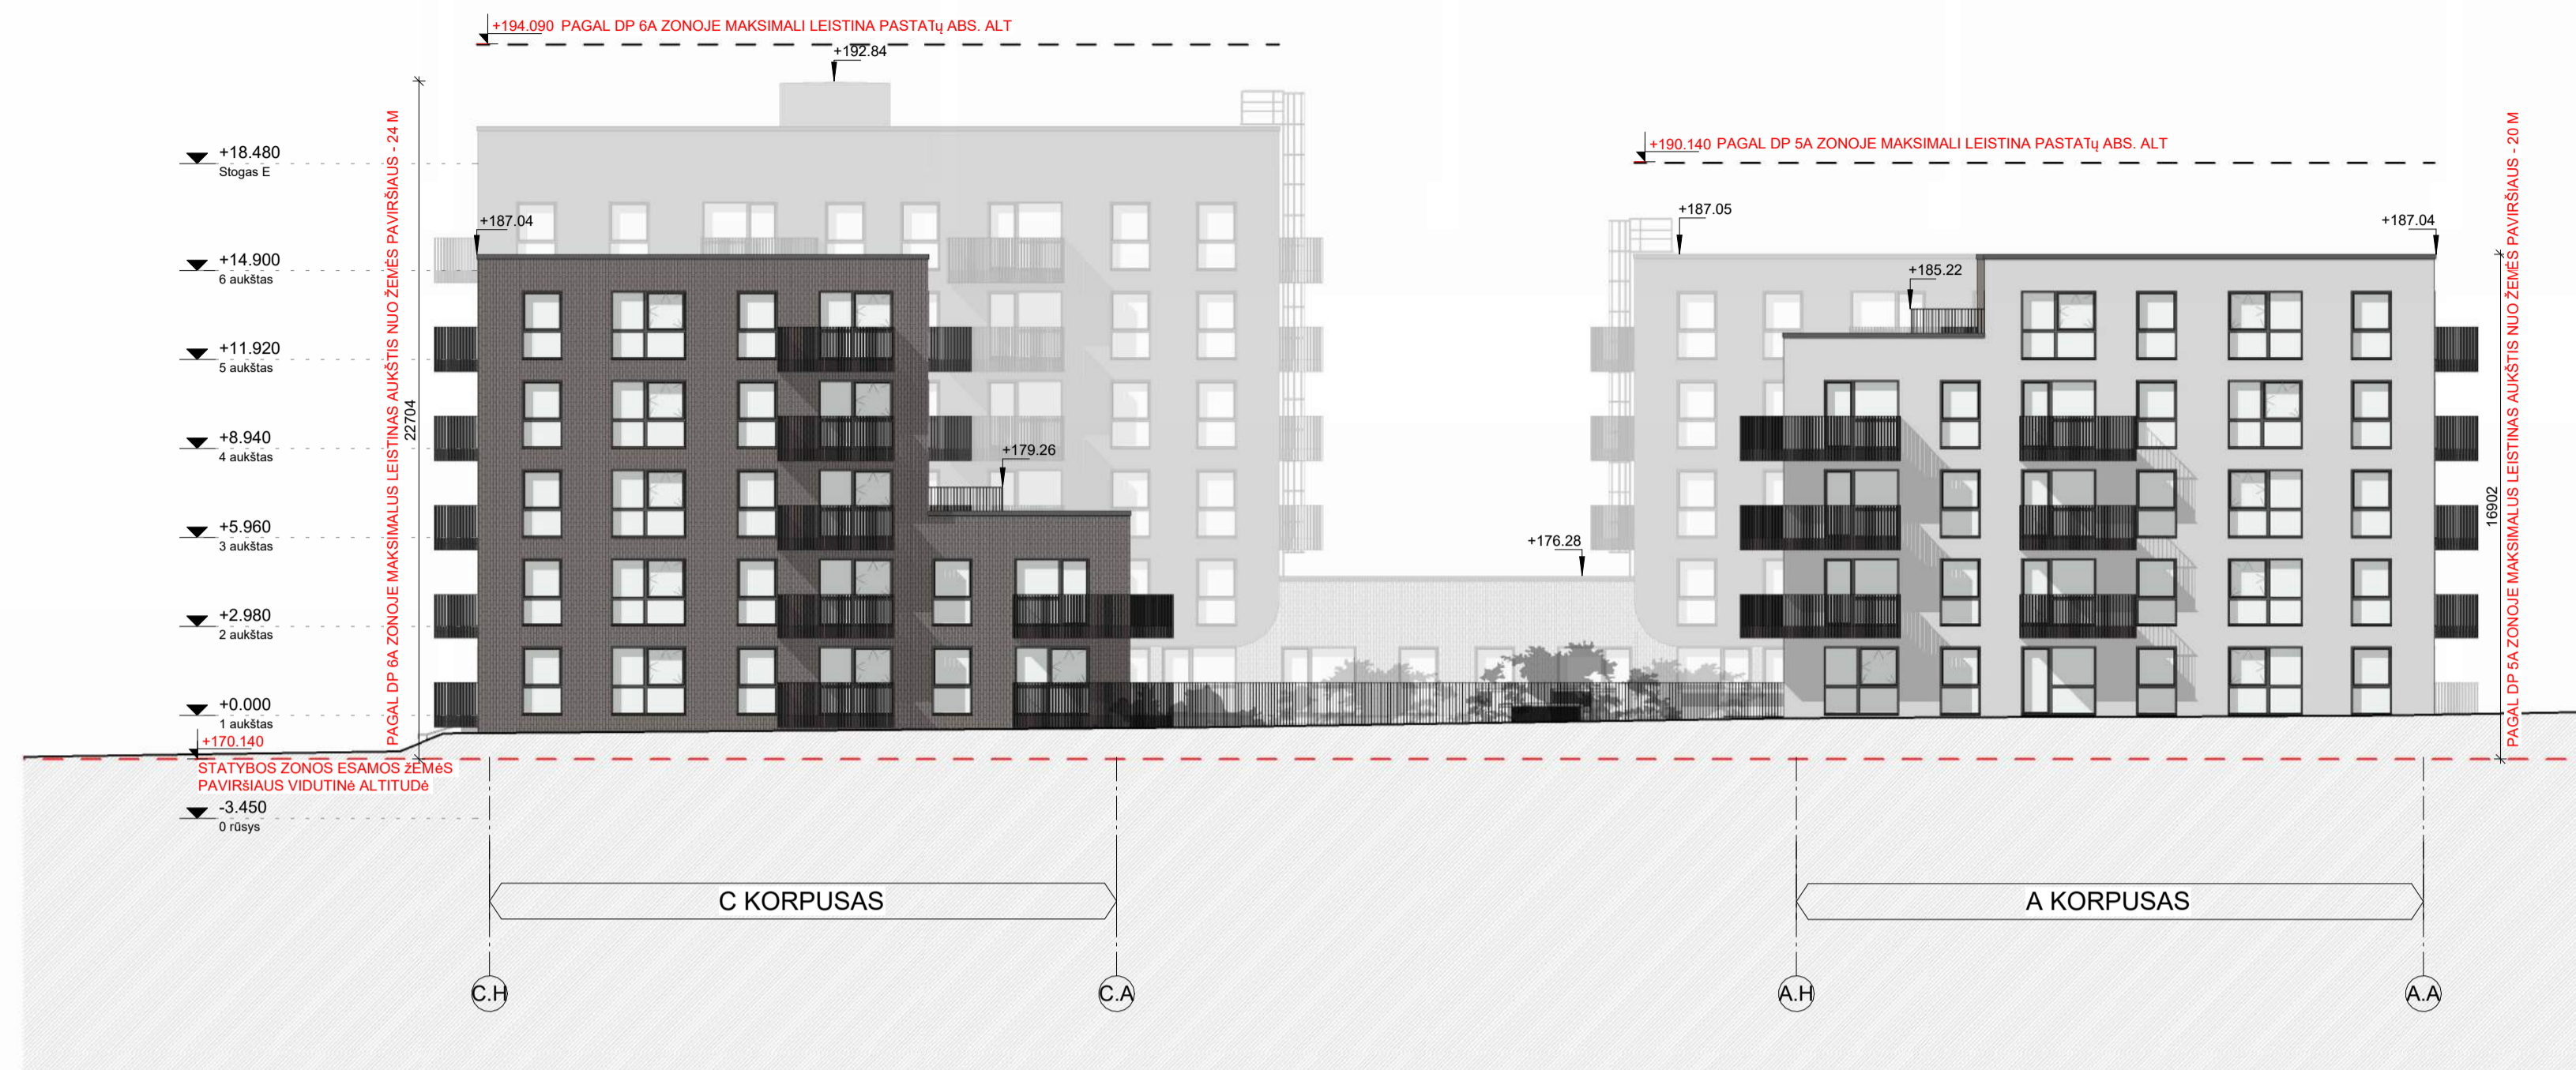 +194.090 PAGAL DP 6A ZONOJE MAKSIMALI LEISTINA PASTATų ABS. ALT
+192.84
+190.140 PAGAL DP 5A ZONOJE MAKSIMALI LEISTINA PASTATų ABS. ALT
+18.480
Stogas E
+187.04
+187.05
+187.04
+14.900
6 aukštas
+185.22
+11.920
5 aukštas
PAGAL DP 6A ZONOJE MAKSIMALUS LEISTINAS AUKŠTIS NUO ŽEMĖS PAVIRŠIAUS - 24 M
22704
PAGAL DP 5A ZONOJE MAKSIMALUS LEISTINAS AUKŠTIS NUO ŽEMĖS PAVIRŠIAUS - 20 M
16902
+8.940
4 aukštas
+179.26
+5.960
3 aukštas
+176.28
+2.980
2 aukštas
+0.000
1 aukštas
+170.140
STATYBOS ZONOS ESAMOS žEMėS
PAVIRšIAUS VIDUTINė ALTITUDė
-3.450
0 rūsys
C KORPUSAS
A KORPUSAS
C.H
C.A
A.H
A.A